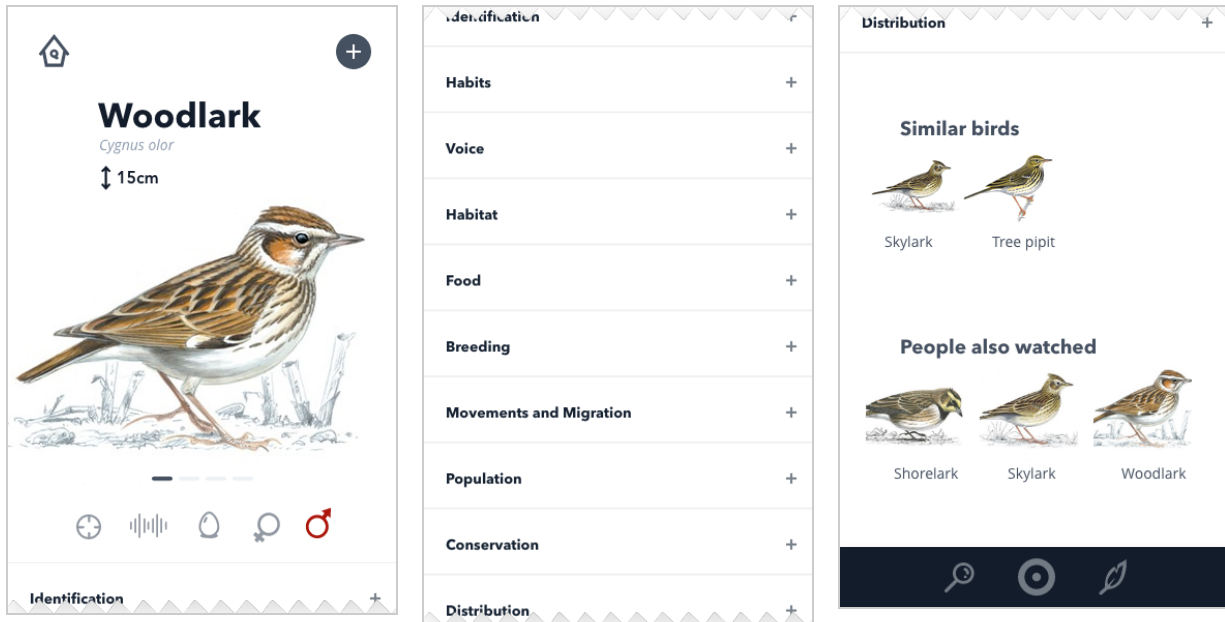 Woodlark
Cygnus olor
15cm
Identification
Identification
Habits
Voice
Habitat
Food
Breeding
Movements and Migration
Population
Conservation
Distribution
Distribution
Similar birds
Skylark Tree pipit
People also watched
Shorelark Skylark Woodlark